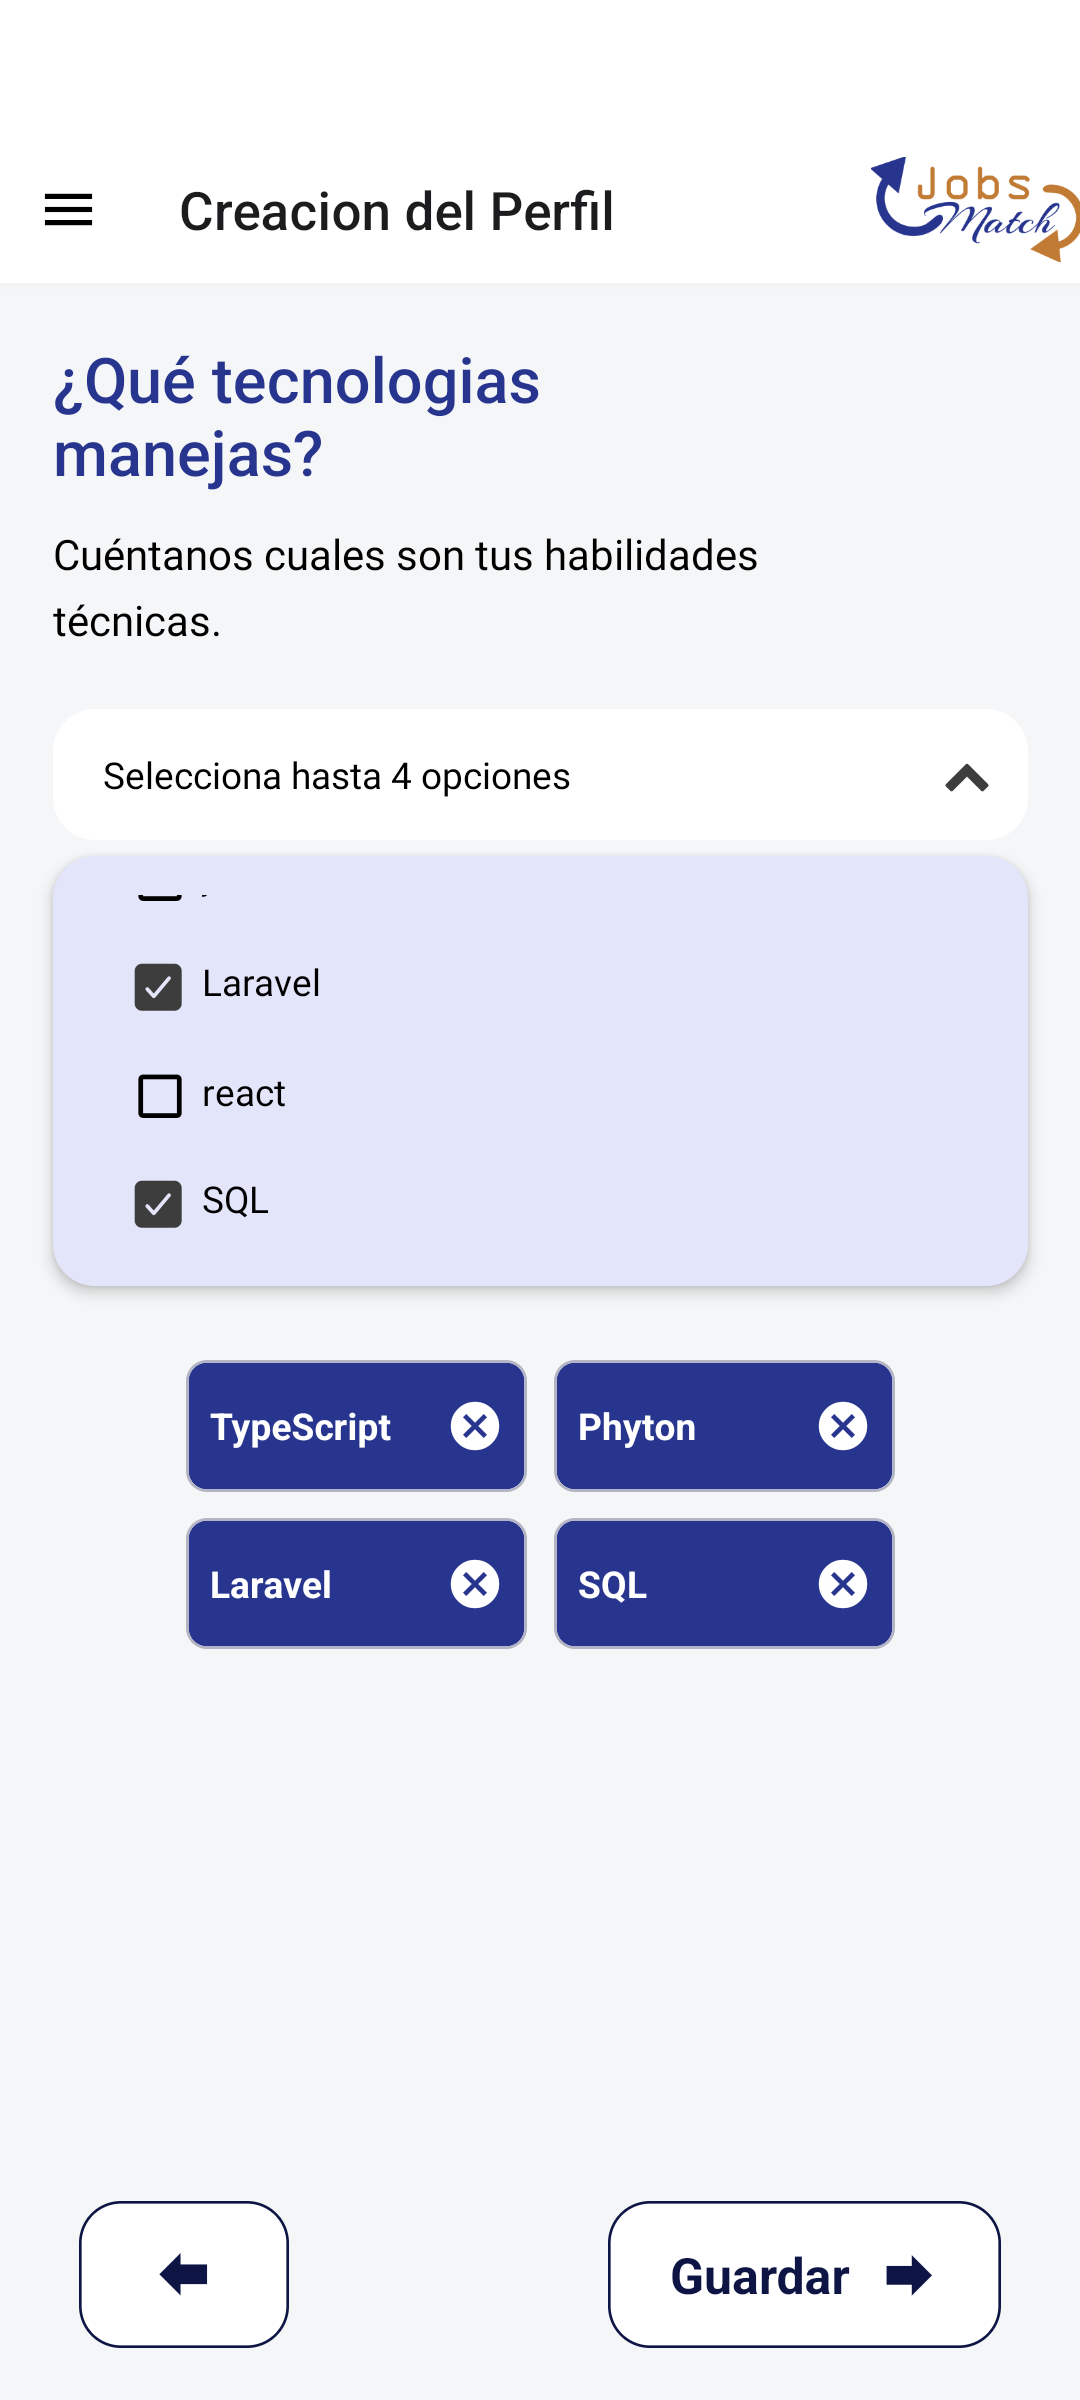 Creacion del Perfil
Jobs
Match
¿Qué tecnologias
manejas?
Cuéntanos cuales son tus habilidades
técnicas.
Selecciona hasta 4 opciones
Laravel
react
SQL
TypeScript
Phyton
Laravel
SQL
Guardar